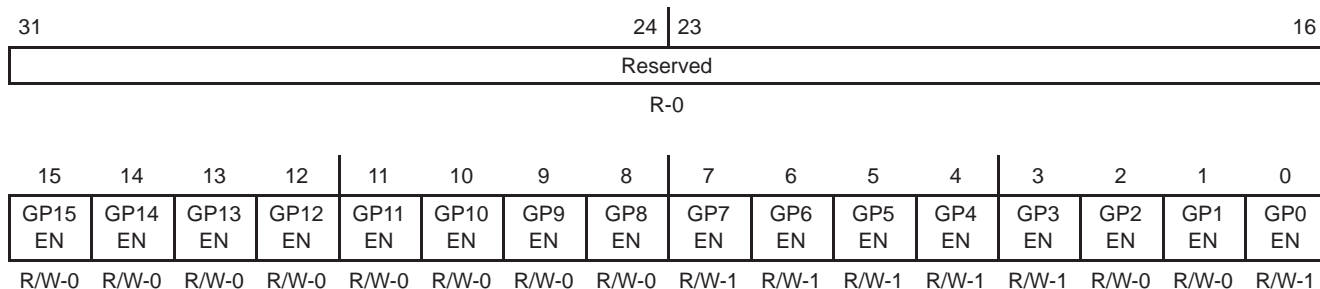 31 24 23 16
Reserved
R-0
15 14 13 12 11 10 9 8 7 6 5 4 3 2 1 0
GP15 GP14 GP13 GP12 GP11 GP10 GP9 GP8 GP7 GP6 GP5 GP4 GP3 GP2 GP1 GP0
EN EN EN EN EN EN EN EN EN EN EN EN EN EN EN EN
R/W-0 R/W-0 R/W-0 R/W-0 R/W-0 R/W-0 R/W-0 R/W-0 R/W-1 R/W-1 R/W-1 R/W-1 R/W-1 R/W-0 R/W-0 R/W-1